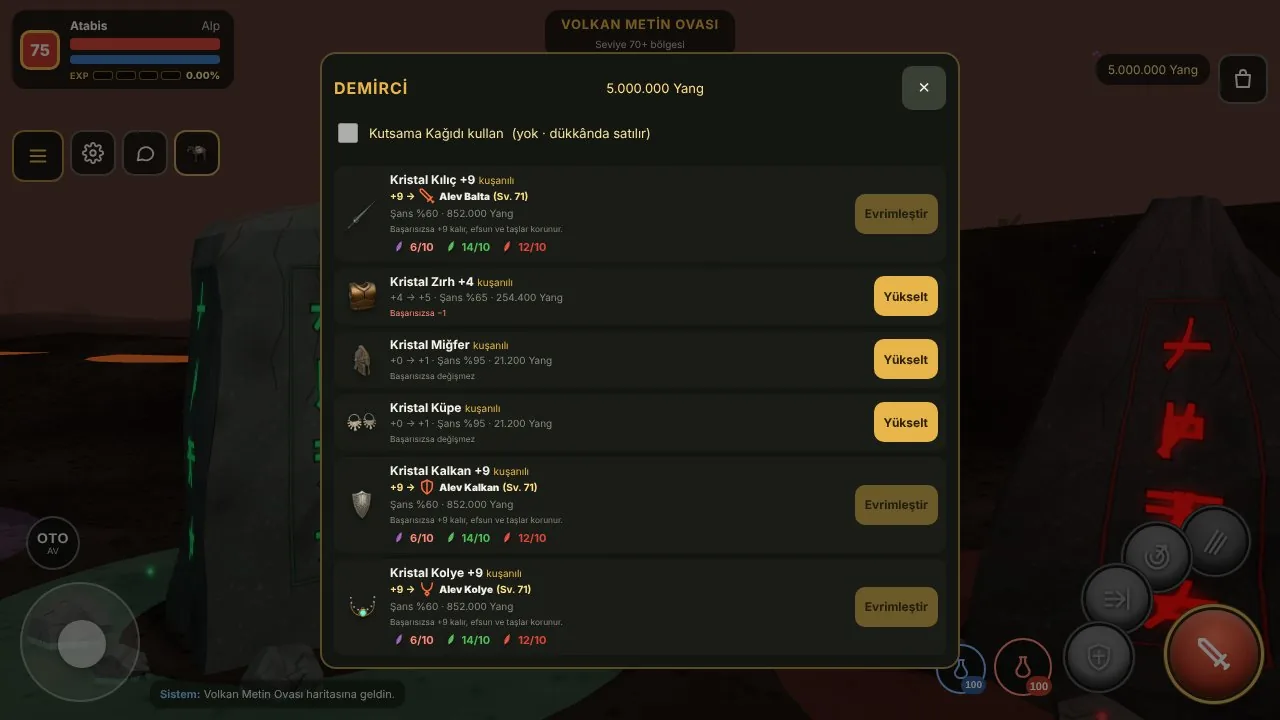 75
Atabis
Alp
EXP
0.00%
VOLKAN METİN OVASI
Seviye 70+ bölgesi
5.000.000 Yang
DEMİRCİ
5.000.000 Yang
×
Kutsama Kağıdı kullan (yok · dükkânda satılır)
Kristal Kılıç +9 kuşanılı
+9 → Alev Balta (Sv. 71)
Şans %60 · 852.000 Yang
Başarısızsa +9 kalır, efsun ve taşlar korunur.
6/10 14/10 12/10
Evrimleştir
Kristal Zırh +4 kuşanılı
+4 → +5 · Şans %65 · 254.400 Yang
Başarısızsa −1
Yükselt
Kristal Miğfer kuşanılı
+0 → +1 · Şans %95 · 21.200 Yang
Başarısızsa değişmez
Yükselt
Kristal Küpe kuşanılı
+0 → +1 · Şans %95 · 21.200 Yang
Başarısızsa değişmez
Yükselt
Kristal Kalkan +9 kuşanılı
+9 → Alev Kalkan (Sv. 71)
Şans %60 · 852.000 Yang
Başarısızsa +9 kalır, efsun ve taşlar korunur.
6/10 14/10 12/10
Evrimleştir
Kristal Kolye +9 kuşanılı
+9 → Alev Kolye (Sv. 71)
Şans %60 · 852.000 Yang
Başarısızsa +9 kalır, efsun ve taşlar korunur.
6/10 14/10 12/10
Evrimleştir
OTO
AV
Sistem: Volkan Metin Ovası haritasına geldin.
100
100